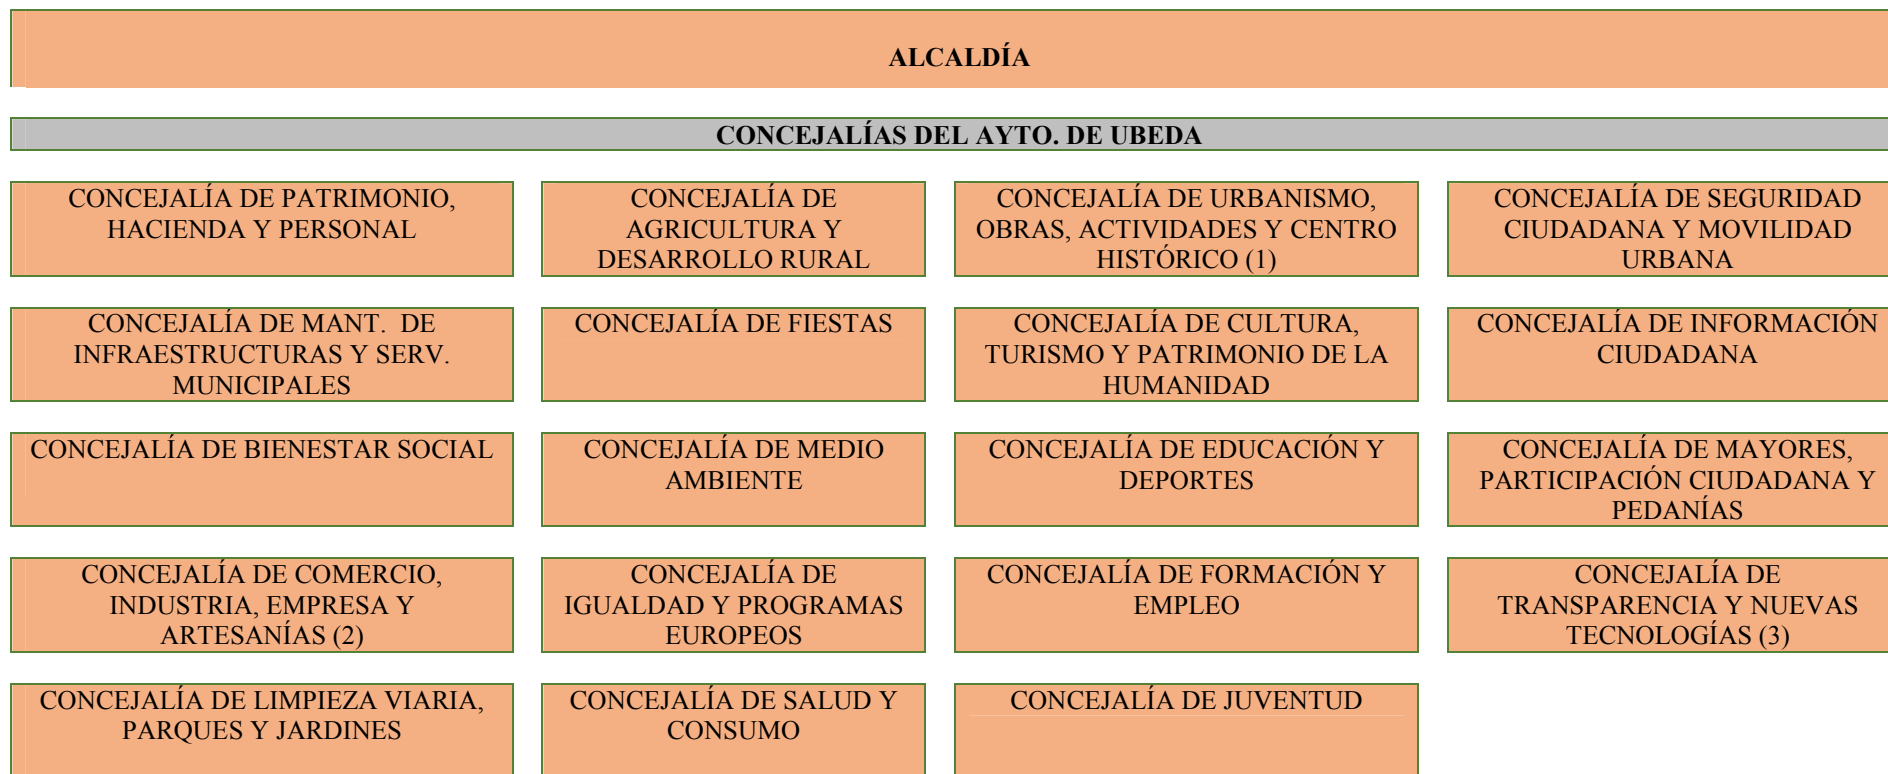 ALCALDÍA
CONCEJALÍAS DEL AYTO. DE UBEDA
CONCEJALÍA DE PATRIMONIO,
HACIENDA Y PERSONAL
CONCEJALÍA DE
AGRICULTURA Y
DESARROLLO RURAL
CONCEJALÍA DE URBANISMO,
OBRAS, ACTIVIDADES Y CENTRO
HISTÓRICO (1)
CONCEJALÍA DE SEGURIDAD
CIUDADANA Y MOVILIDAD
URBANA
CONCEJALÍA DE MANT. DE
INFRAESTRUCTURAS Y SERV.
MUNICIPALES
CONCEJALÍA DE FIESTAS
CONCEJALÍA DE CULTURA,
TURISMO Y PATRIMONIO DE LA
HUMANIDAD
CONCEJALÍA DE INFORMACIÓN
CIUDADANA
CONCEJALÍA DE BIENESTAR SOCIAL
CONCEJALÍA DE MEDIO
AMBIENTE
CONCEJALÍA DE EDUCACIÓN Y
DEPORTES
CONCEJALÍA DE MAYORES,
PARTICIPACIÓN CIUDADANA Y
PEDANÍAS
CONCEJALÍA DE COMERCIO,
INDUSTRIA, EMPRESA Y
ARTESANÍAS (2)
CONCEJALÍA DE
IGUALDAD Y PROGRAMAS
EUROPEOS
CONCEJALÍA DE FORMACIÓN Y
EMPLEO
CONCEJALÍA DE
TRANSPARENCIA Y NUEVAS
TECNOLOGÍAS (3)
CONCEJALÍA DE LIMPIEZA VIARIA,
PARQUES Y JARDINES
CONCEJALÍA DE SALUD Y
CONSUMO
CONCEJALÍA DE JUVENTUD